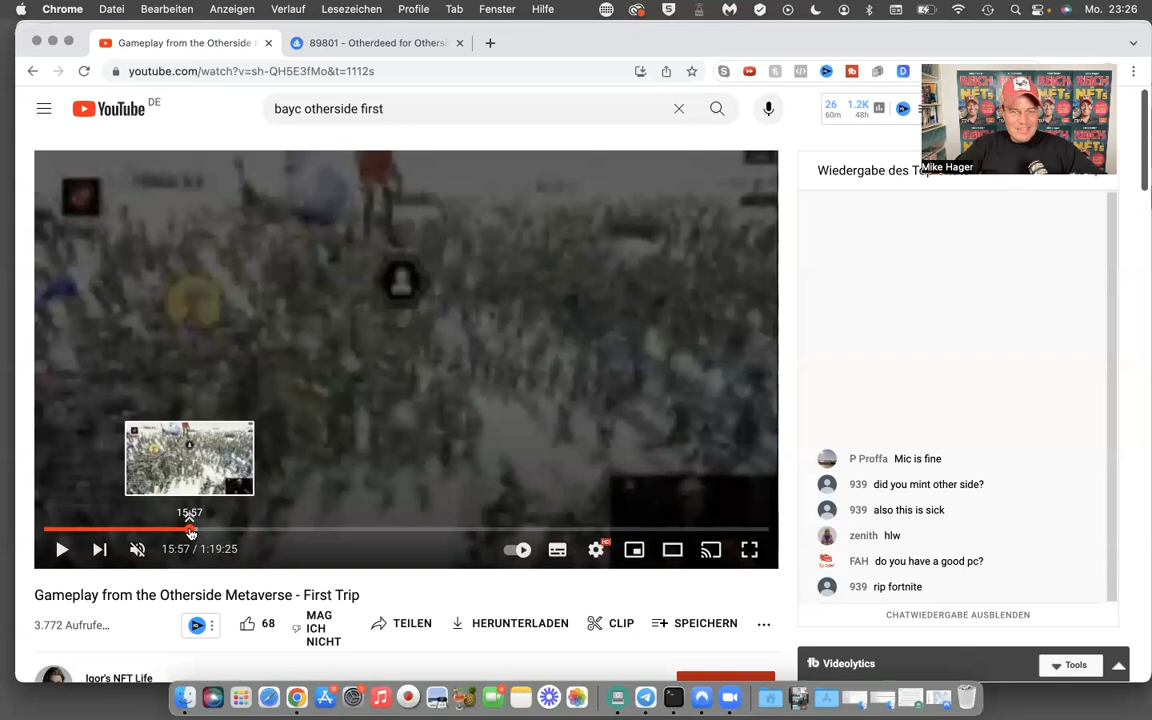 Chrome Datei Bearbeiten Anzeigen Verlauf Lesezeichen Profile Tab Fenster Hilfe Mo. 23:26
Gameplay from the Otherside 89801 - Otherdeed for Others
youtube.com/watch?v=sh-QH5E3fMo&t=1112s
YouTube DE bayc otherside first 26 60m 1.2K 48h
REICH NFTs
Mike Hager
Wiedergabe des
15:57
15:57 / 1:19:25 HD
P Proffa Mic is fine
939 did you mint other side?
939 also this is sick
zenith hlw
FAH do you have a good pc?
939 rip fortnite
CHATWIEDERGABE AUSBLENDEN
Gameplay from the Otherside Metaverse - First Trip
3.772 Aufrufe... 68 MAG ICH NICHT TEILEN HERUNTERLADEN CLIP SPEICHERN
Igor's NFT Life
tb Videolytics Tools